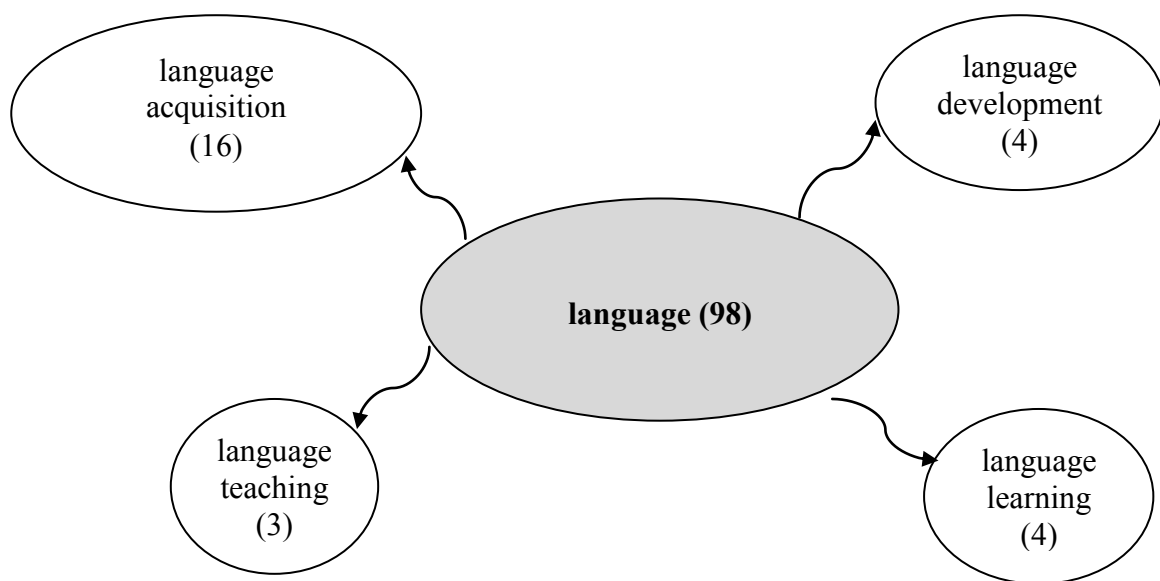 language
acquisition
(16)
language
development
(4)
language (98)
language
teaching
(3)
language
learning
(4)